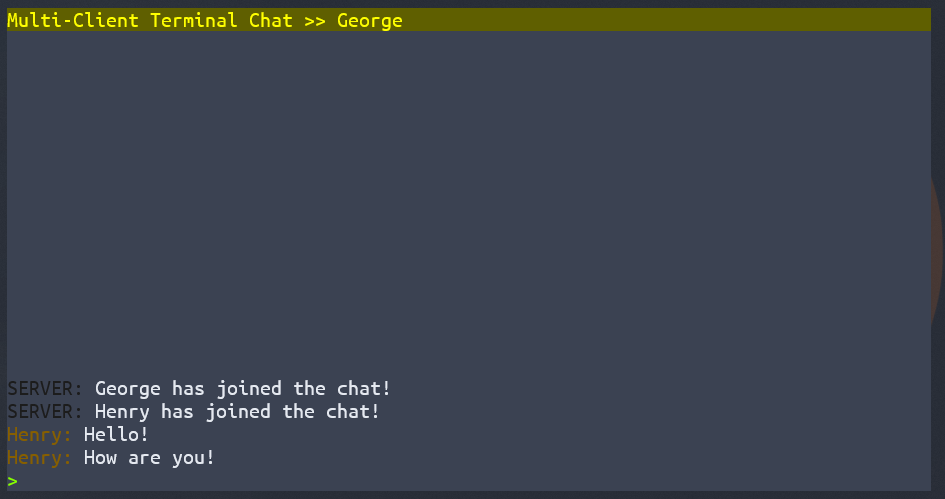 Multi-Client Terminal Chat >> George
SERVER: George has joined the chat!
SERVER: Henry has joined the chat!
Henry: Hello!
Henry: How are you!
>